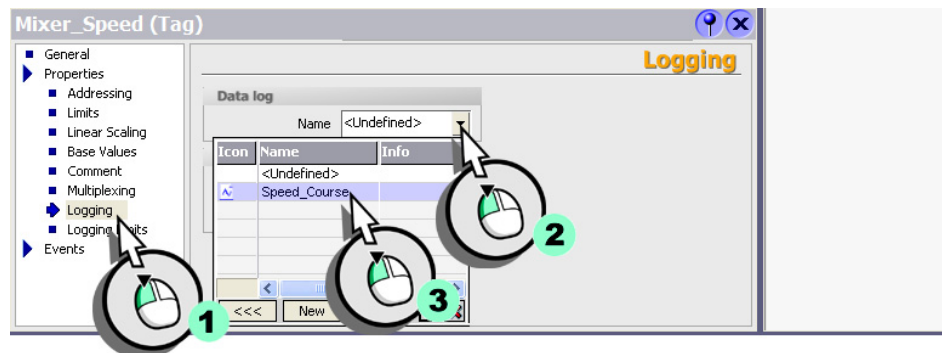 Mixer_Speed (Tag)
General
Properties
Addressing
Limits
Linear Scaling
Base Values
Comment
Multiplexing
Logging
Logging
Events
Logging
Data log
Name <Undefined>
Icon Name Info
<Undefined>
Speed_Course
<<< New
1
2
3